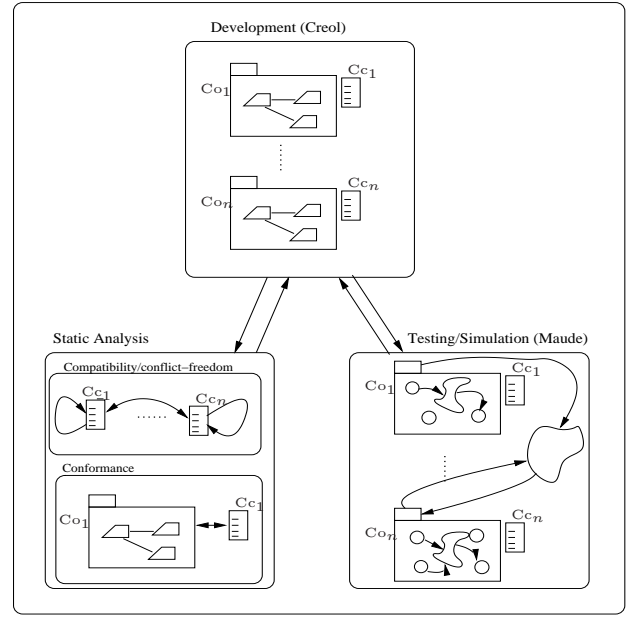 Development (Creol)
Co1
Cc1
Con
Ccn
Static Analysis
Compatibility/conflict−freedom
Cc1
......
Ccn
Conformance
Co1
Cc1
Testing/Simulation (Maude)
Co1
Cc1
Con
Ccn